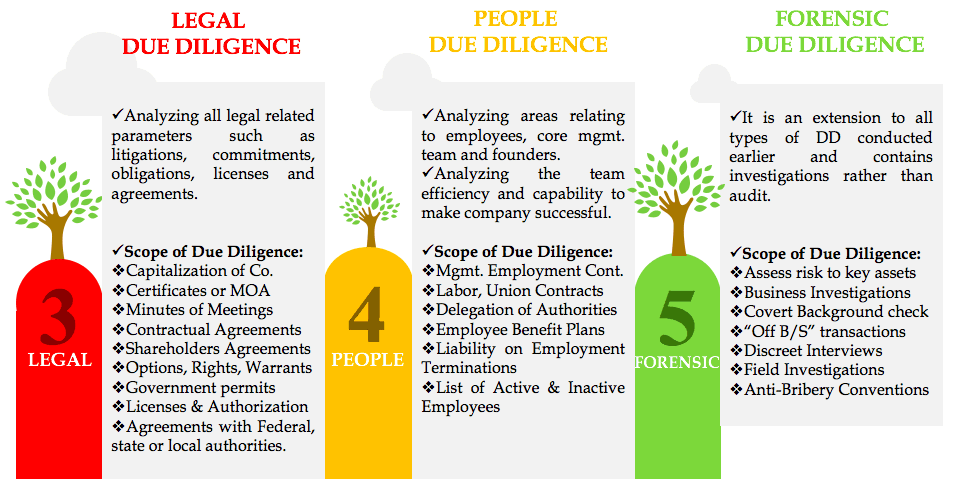 LEGAL
DUE DILIGENCE
✓Analyzing all legal related
parameters such as
litigations, commitments,
obligations, licenses and
agreements.
✓Scope of Due Diligence:
❖Capitalization of Co.
❖Certificates or MOA
❖Minutes of Meetings
❖Contractual Agreements
❖Shareholders Agreements
❖Options, Rights, Warrants
❖Government permits
❖Licenses & Authorization
❖Agreements with Federal,
state or local authorities.
3
LEGAL
PEOPLE
DUE DILIGENCE
✓Analyzing areas relating
to employees, core mgmt.
team and founders.
✓Analyzing the team
efficiency and capability to
make company successful.
✓Scope of Due Diligence:
❖Mgmt. Employment Cont.
❖Labor, Union Contracts
❖Delegation of Authorities
❖Employee Benefit Plans
❖Liability on Employment
Terminations
❖List of Active & Inactive
Employees
4
PEOPLE
FORENSIC
DUE DILIGENCE
✓It is an extension to all
types of DD conducted
earlier and contains
investigations rather than
audit.
✓Scope of Due Diligence:
❖Assess risk to key assets
❖Business Investigations
❖Covert Background check
❖“Off B/S” transactions
❖Discreet Interviews
❖Field Investigations
❖Anti-Bribery Conventions
5
FORENSIC